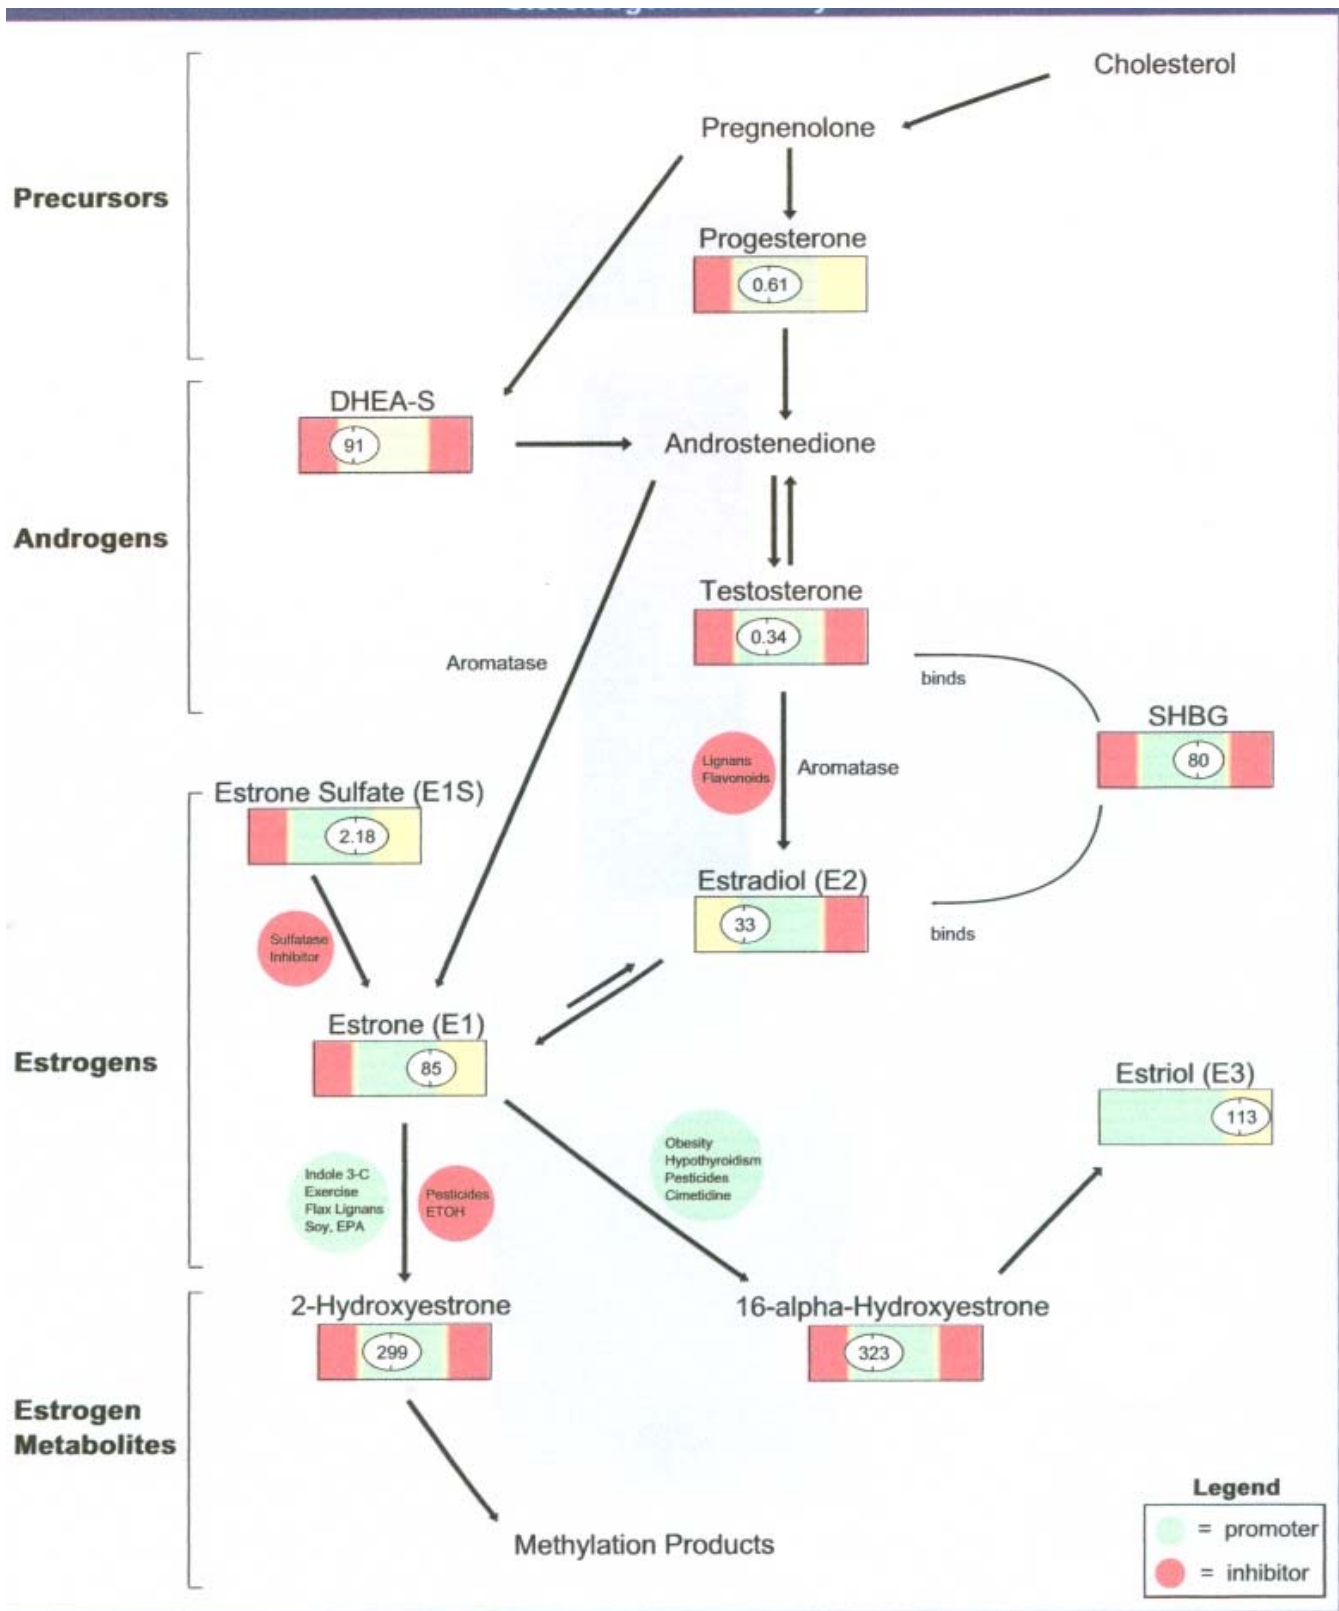 Cholesterol
Pregnenolone
Precursors
Progesterone
0.61
DHEA-S
91
Androstenedione
Androgens
Testosterone
0.34
Aromatase
binds
SHBG
80
Lignans
Flavonoids
Aromatase
Estrone Sulfate (E1S)
2.18
Estradiol (E2)
33
binds
Sulfatase
Inhibitor
Estrone (E1)
85
Estrogens
Estriol (E3)
113
Obesity
Hypothyroidism
Pesticides
Cimetidine
Indole 3-C
Exercise
Flax Lignans
Soy, EPA
Pesticides
ETOH
2-Hydroxyestrone
299
16-alpha-Hydroxyestrone
323
Estrogen
Metabolites
Methylation Products
Legend
= promoter
= inhibitor